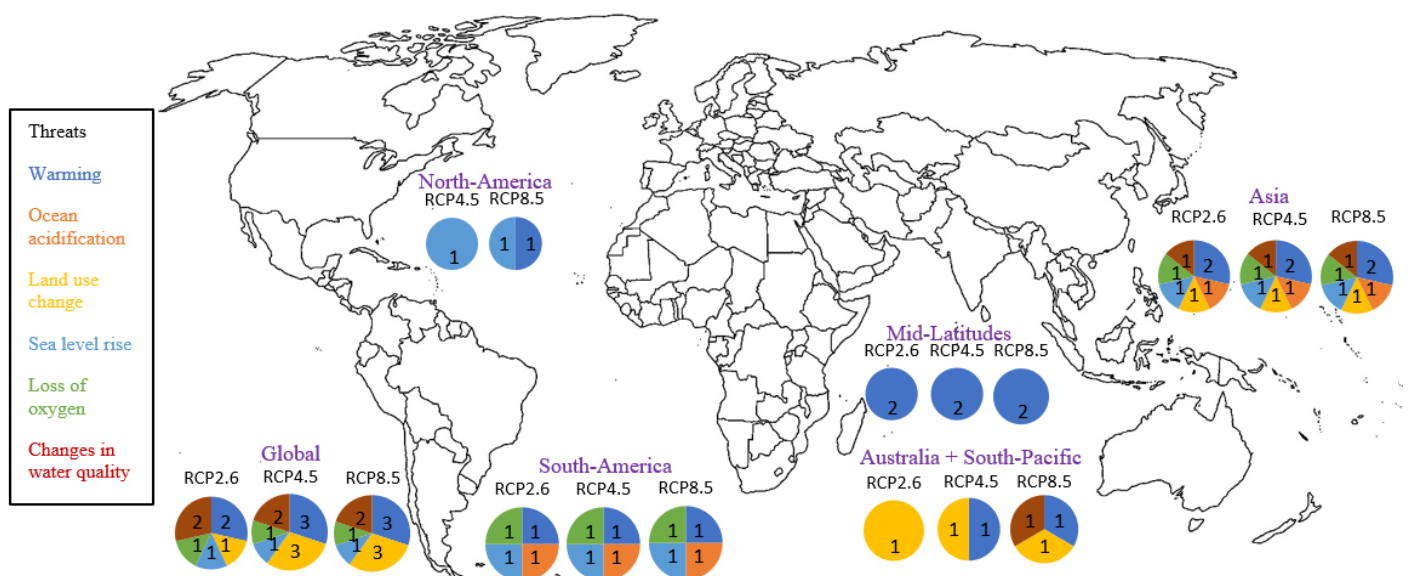 Threats
Warming
Ocean
acidification
Land use
change
Sea level rise
Loss of
oxygen
Changes in
water quality
North-America
RCP4.5 RCP8.5
1 1 1
Asia
RCP2.6 RCP4.5 RCP8.5
1 2 1 2 1 2
1 1 1
1 1 1 1 1 1
1 1 1
Mid-Latitudes
RCP2.6 RCP4.5 RCP8.5
2 2 2
Global
RCP2.6 RCP4.5 RCP8.5
2 2 2 3 2 3
1 1 1 1
1 1 3 1 3
South-America
RCP2.6 RCP4.5 RCP8.5
1 1 1 1 1 1
1 1 1 1 1 1
Australia + South-Pacific
RCP2.6 RCP4.5 RCP8.5
1 1 1 1 1
1